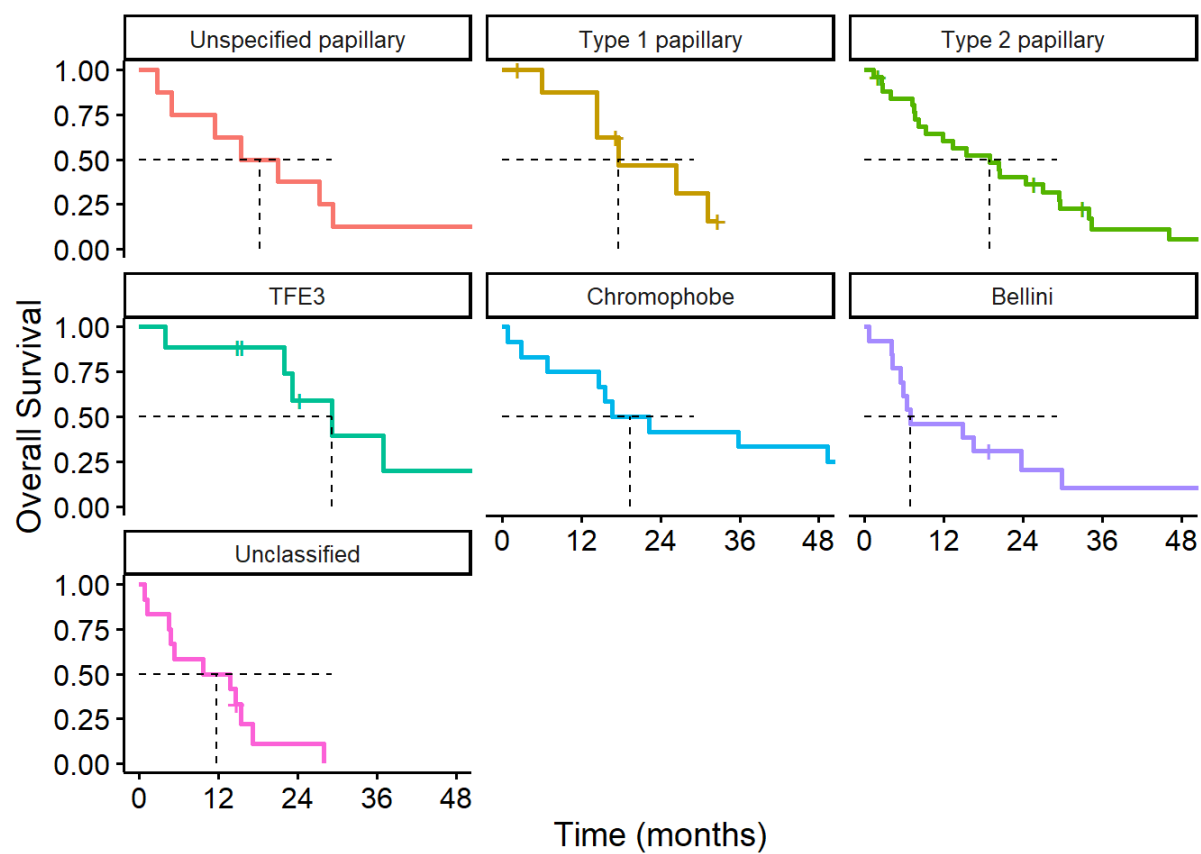 Unspecified papillary
Type 1 papillary
Type 2 papillary
1.00
0.75
0.50
0.25
0.00
TFE3
Chromophobe
Bellini
1.00
0.75
0.50
0.25
0.00
0 12 24 36 48
0 12 24 36 48
Unclassified
1.00
0.75
0.50
0.25
0.00
0 12 24 36 48
Overall Survival
Time (months)